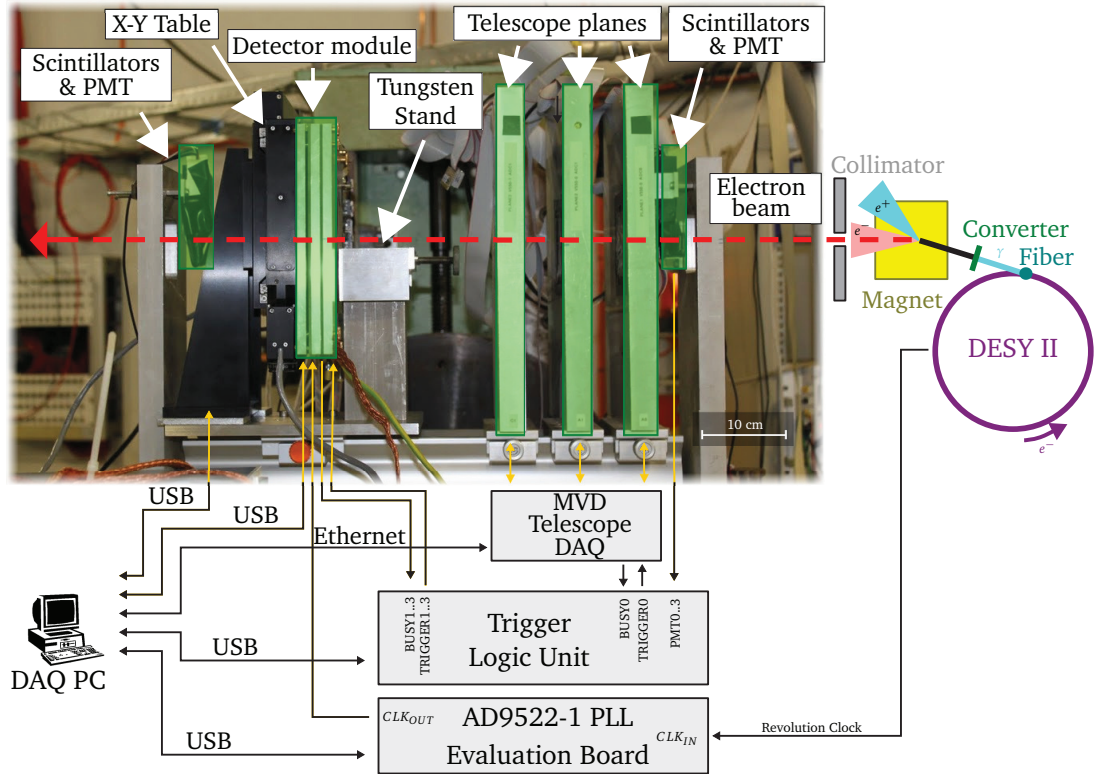 X-Y Table
Scintillators
& PMT
Detector module
Tungsten
Stand
Telescope planes
Scintillators
& PMT
Electron
beam
Collimator
e+
e−
Converter
γ
Fiber
Magnet
DESY II
e−
10 cm
USB
USB
Ethernet
MVD
Telescope
DAQ
BUSY1..3
TRIGGER1..3
Trigger
Logic Unit
BUSY0
TRIGGER0
PMT0..3
DAQ PC
USB
CLKOUT
AD9522-1 PLL
Evaluation Board
CLKIN
Revolution Clock
USB